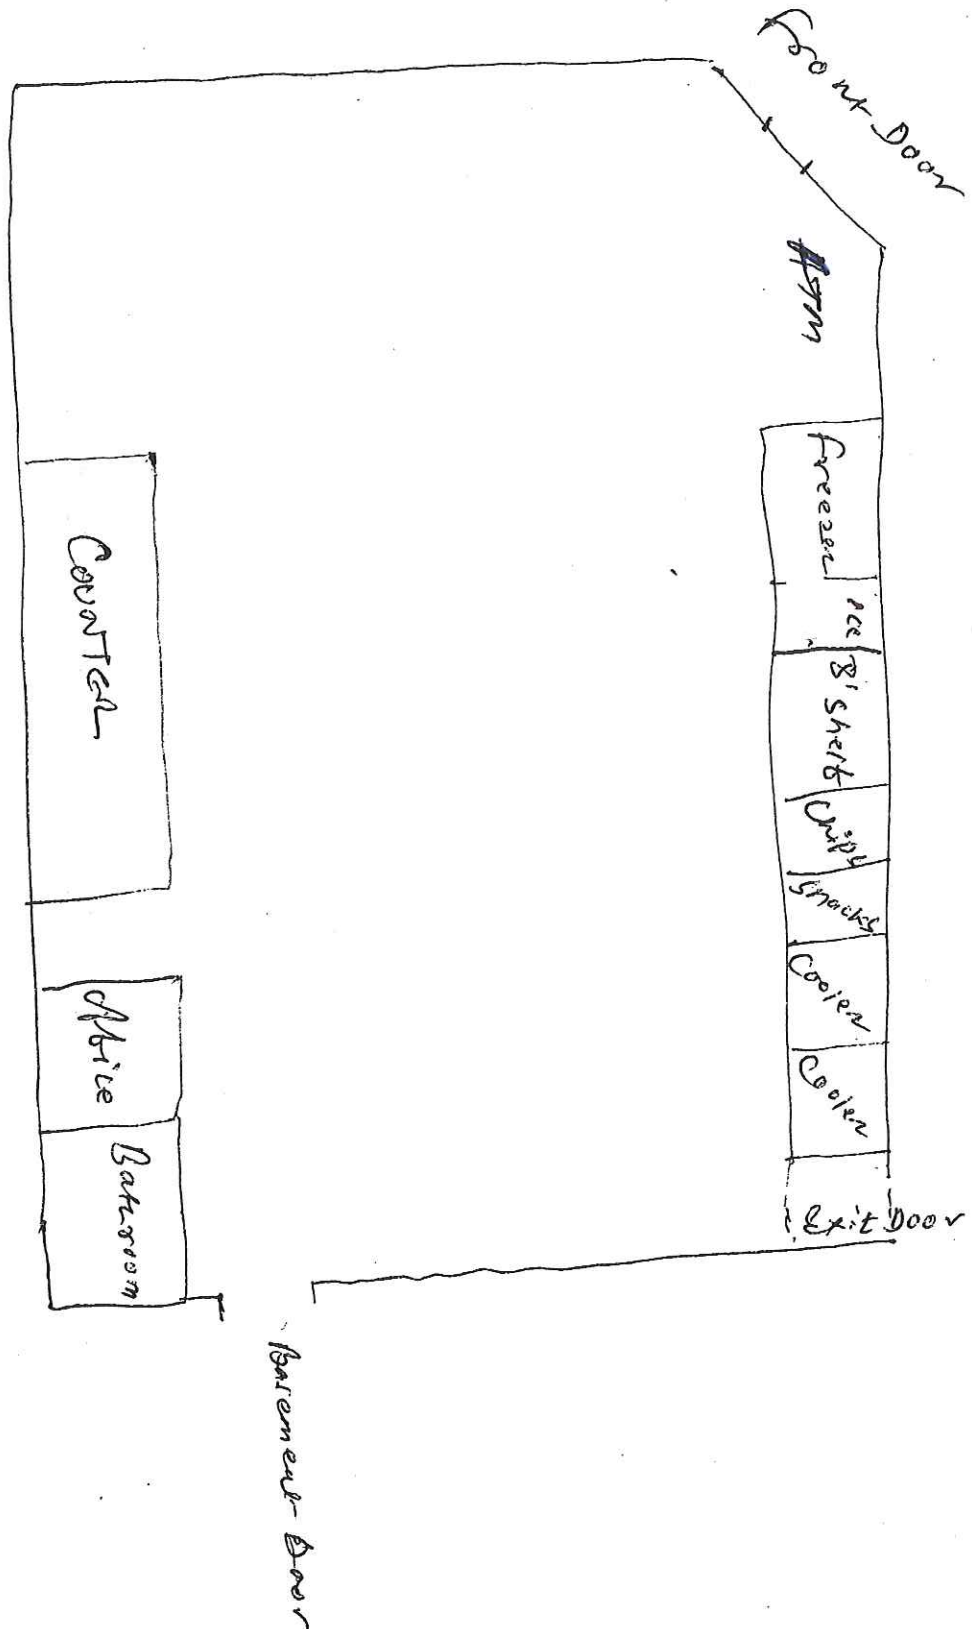 Front Door
ATM
freezer
ice
8' shelf
Chips
Snacks
Cooler
Cooler
Exit Door
COUNTER
Office
Bathroom
Basement Door